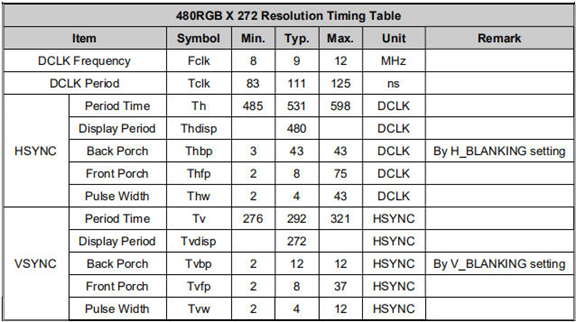 480RGB X 272 Resolution Timing Table
Item Symbol Min. Typ. Max. Unit Remark
DCLK Frequency Fclk 8 9 12 MHz
DCLK Period Tclk 83 111 125 ns
HSYNC
Period Time Th 485 531 598 DCLK
Display Period Thdisp 480 DCLK
Back Porch Thbp 3 43 43 DCLK By H_BLANKING setting
Front Porch Thfp 2 8 75 DCLK
Pulse Width Thw 2 4 43 DCLK
VSYNC
Period Time Tv 276 292 321 HSYNC
Display Period Tvdisp 272 HSYNC
Back Porch Tvbp 2 12 12 HSYNC By V_BLANKING setting
Front Porch Tvfp 2 8 37 HSYNC
Pulse Width Tvw 2 4 12 HSYNC